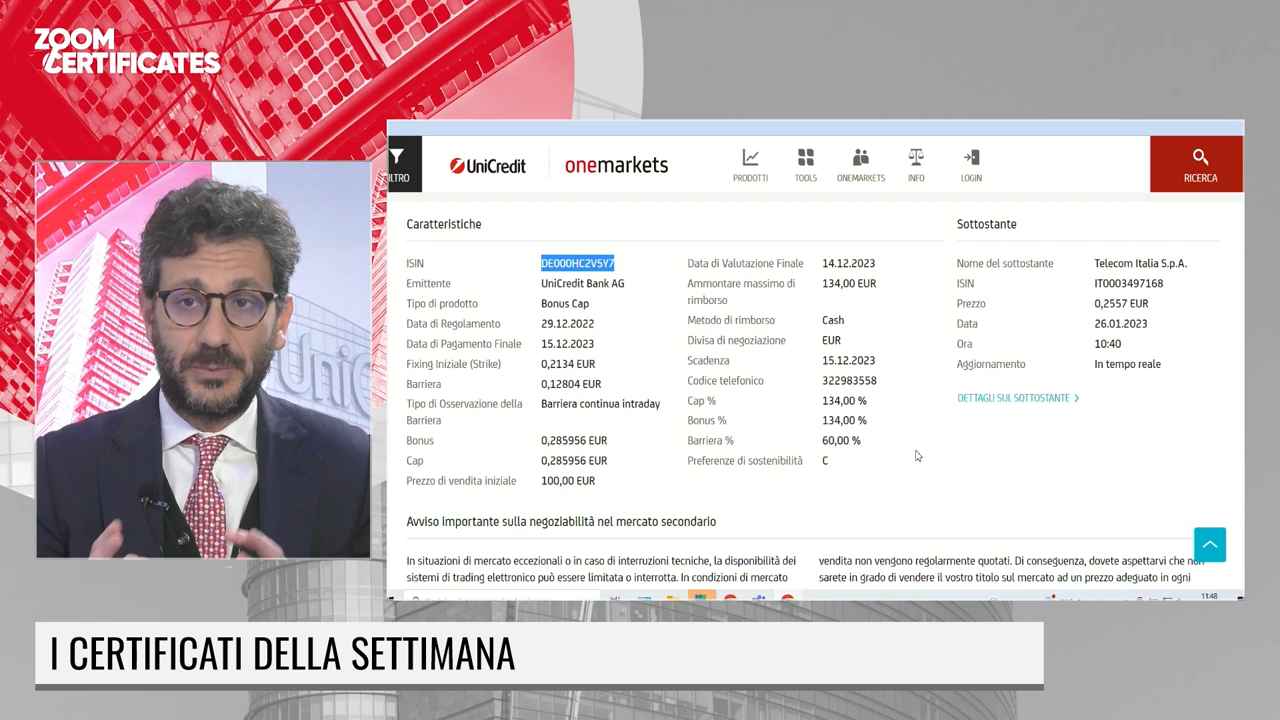 ZOOM
CERTIFICATES
ILTRO
UniCredit
onemarkets
PRODOTTI
TOOLS
ONEMARKETS
INFO
LOGIN
RICERCA
Caratteristiche
ISIN DE000HC2V5Y7
Emittente UniCredit Bank AG
Tipo di prodotto Bonus Cap
Data di Regolamento 29.12.2022
Data di Pagamento Finale 15.12.2023
Fixing Iniziale (Strike) 0,2134 EUR
Barriera 0,12804 EUR
Tipo di Osservazione della Barriera continua intraday
Barriera
Bonus 0,285956 EUR
Cap 0,285956 EUR
Prezzo di vendita iniziale 100,00 EUR
Data di Valutazione Finale 14.12.2023
Ammontare massimo di 134,00 EUR
rimborso
Metodo di rimborso Cash
Divisa di negoziazione EUR
Scadenza 15.12.2023
Codice telefonico 322983558
Cap % 134,00 %
Bonus % 134,00 %
Barriera % 60,00 %
Preferenze di sostenibilità C
Sottostante
Nome del sottostante Telecom Italia S.p.A.
ISIN IT0003497168
Prezzo 0,2557 EUR
Data 26.01.2023
Ora 10:40
Aggiornamento In tempo reale
DETTAGLI SUL SOTTOSTANTE
Avviso importante sulla negoziabilità nel mercato secondario
In situazioni di mercato eccezionali o in caso di interruzioni tecniche, la disponibilità dei
sistemi di trading elettronico può essere limitata o interrotta. In condizioni di mercato
vendita non vengono regolarmente quotati. Di conseguenza, dovete aspettarvi che non
sarete in grado di vendere il vostro titolo sul mercato ad un prezzo adeguato in ogni
11:48
UniC
I CERTIFICATI DELLA SETTIMANA